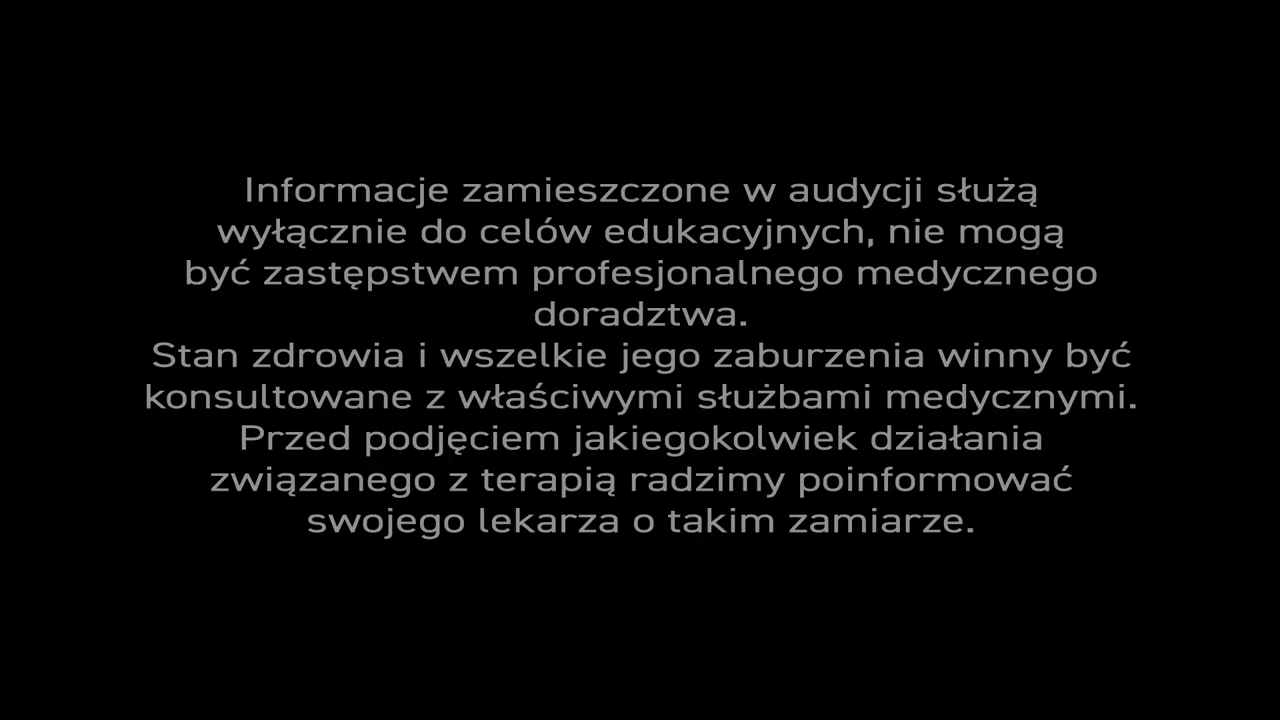 Informacje zamieszczone w audycji służą
wyłącznie do celów edukacyjnych, nie mogą
być zastępstwem profesjonalnego medycznego
doradztwa.
Stan zdrowia i wszelkie jego zaburzenia winny być
konsultowane z właściwymi służbami medycznymi.
Przed podjęciem jakiegokolwiek działania
związanego z terapią radzimy poinformować
swojego lekarza o takim zamiarze.